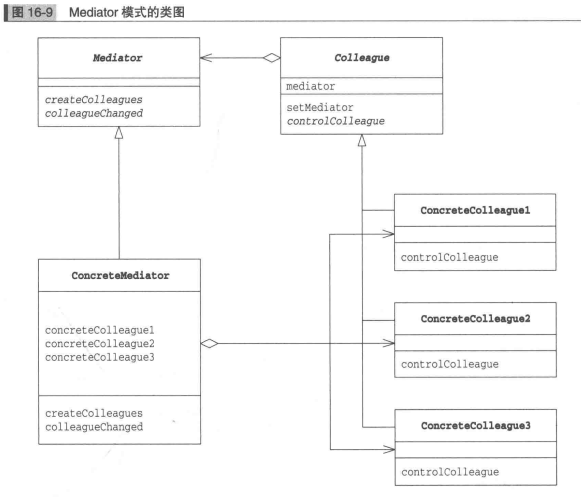 图 16-9 Mediator 模式的类图
Mediator
createColleagues
colleagueChanged
Colleague
mediator
setMediator
controlColleague
ConcreteColleague1
controlColleague
ConcreteMediator
concreteColleague1
concreteColleague2
concreteColleague3
createColleagues
colleagueChanged
ConcreteColleague2
controlColleague
ConcreteColleague3
controlColleague